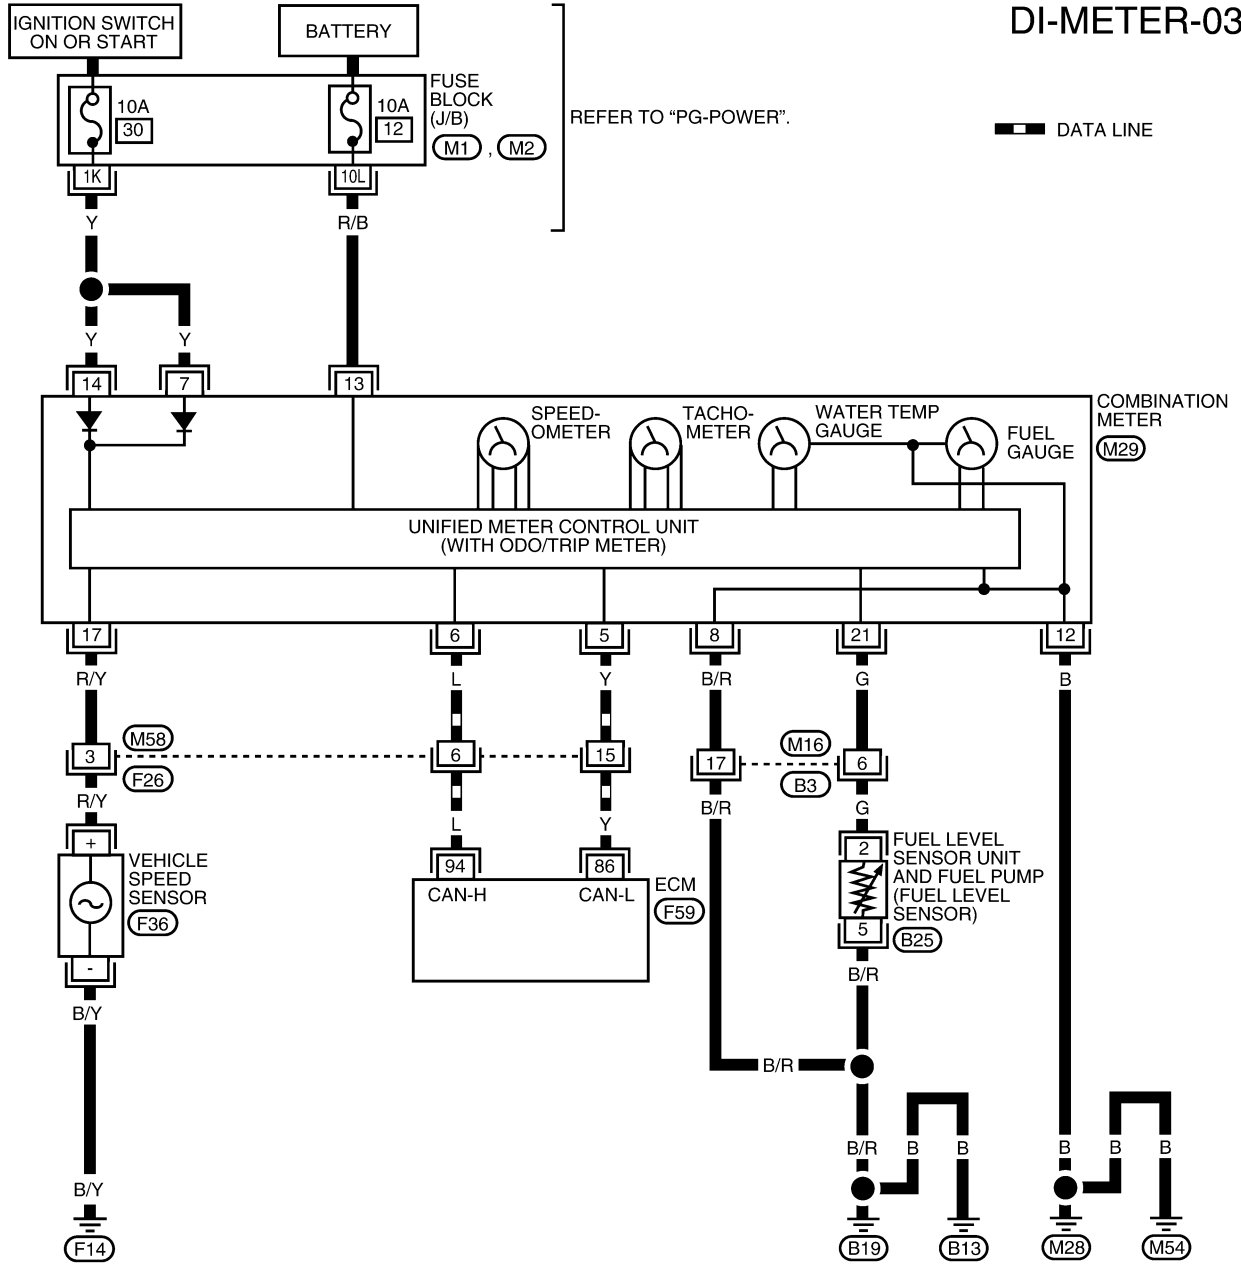 DI-METER-03
IGNITION SWITCH
ON OR START
BATTERY
10A
30
10A
12
FUSE
BLOCK
(J/B)
M1 , M2
REFER TO “PG-POWER”.
DATA LINE
1K
10L
Y
R/B
Y
Y
14
7
13
COMBINATION
METER
M29
SPEED-
OMETER
TACHO-
METER
WATER TEMP
GAUGE
FUEL
GAUGE
UNIFIED METER CONTROL UNIT
(WITH ODO/TRIP METER)
17
6
5
8
21
12
R/Y
L
Y
B/R
G
B
M58
M16
3
6
15
17
6
F26
B3
R/Y
L
Y
B/R
G
+
94
86
2
FUEL LEVEL
SENSOR UNIT
AND FUEL PUMP
(FUEL LEVEL
SENSOR)
B25
VEHICLE
SPEED
SENSOR
F36
CAN-H
CAN-L
ECM
F59
5
-
B/R
B/Y
B/R
B/R
B
B
B
B
B
B/Y
F14
B19
B13
M28
M54